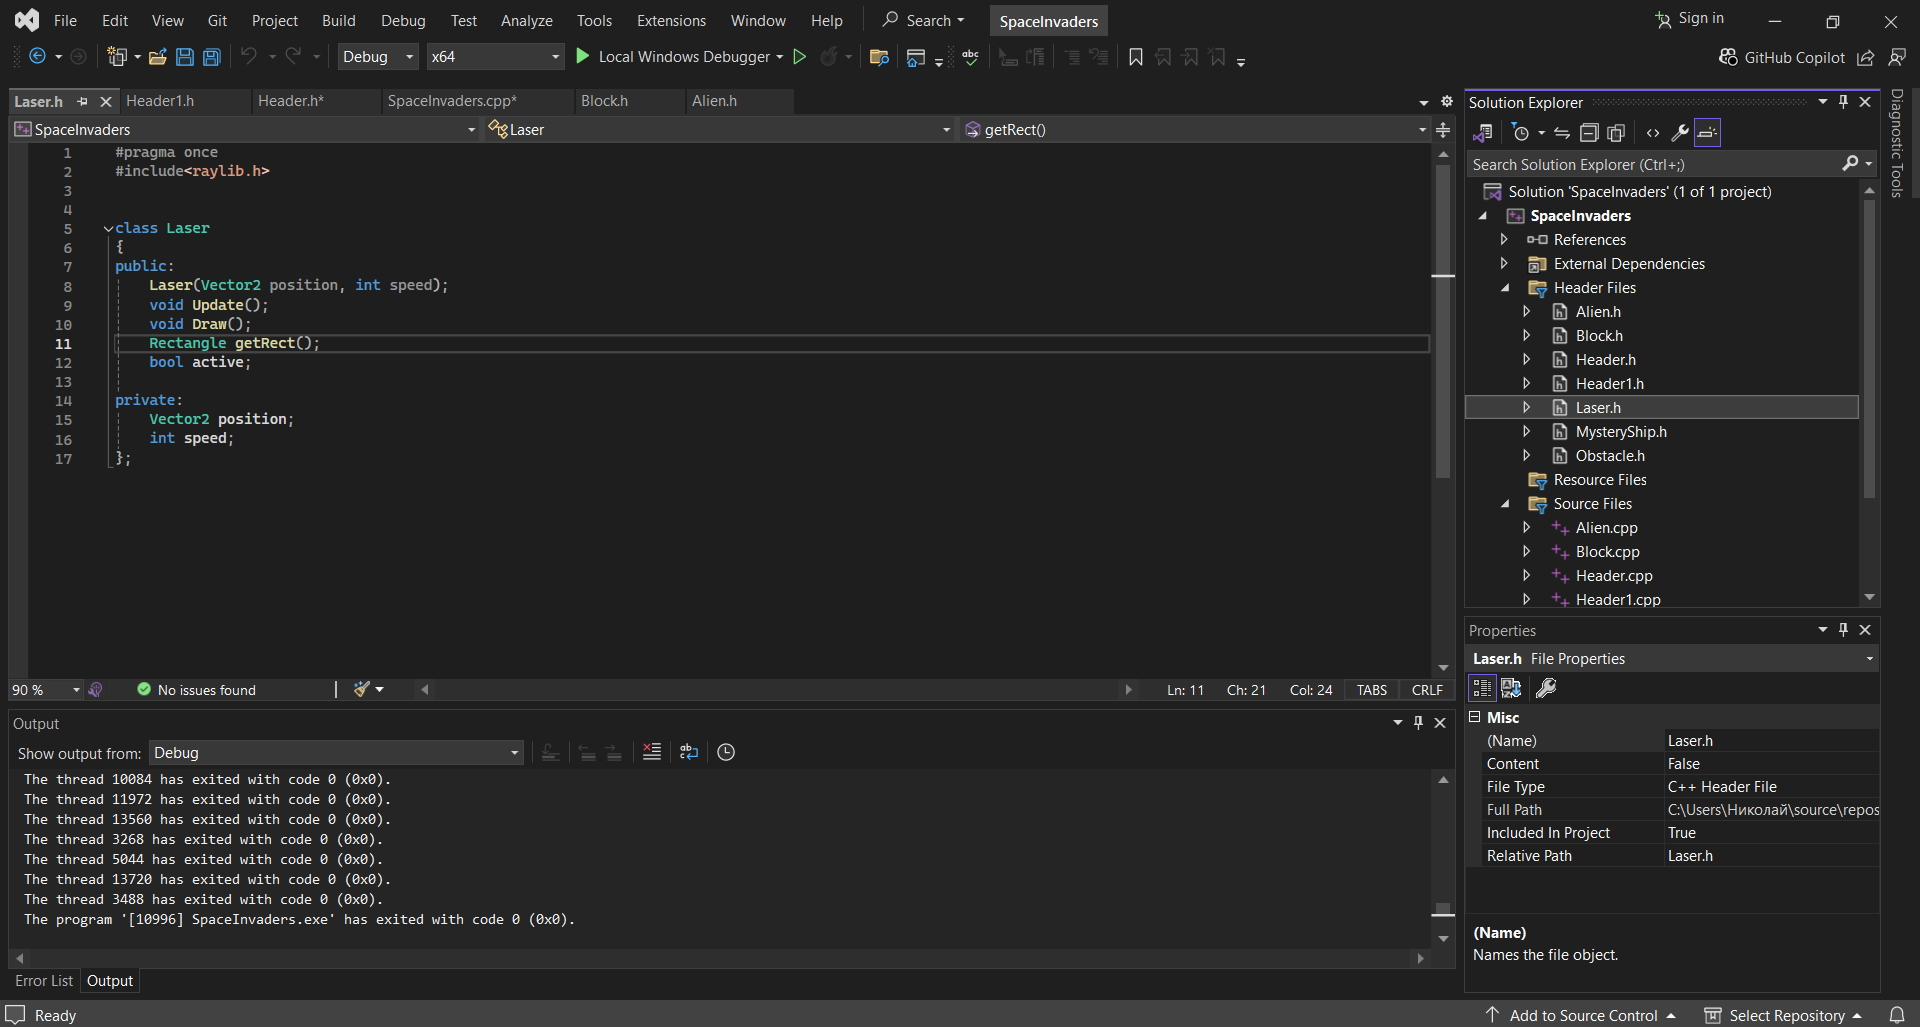 File Edit View Git Project Build Debug Test Analyze Tools Extensions Window Help Search SpaceInvaders Sign in
Debug x64 Local Windows Debugger GitHub Copilot
Laser.h Header1.h Header.h* SpaceInvaders.cpp* Block.h Alien.h
SpaceInvaders Laser getRect()
1 #pragma once
2 #include<raylib.h>
3
4
5 class Laser
6 {
7 public:
8 Laser(Vector2 position, int speed);
9 void Update();
10 void Draw();
11 Rectangle getRect();
12 bool active;
13
14 private:
15 Vector2 position;
16 int speed;
17 };
90 % No issues found Ln: 11 Ch: 21 Col: 24 TABS CRLF
Output
Show output from: Debug
The thread 10084 has exited with code 0 (0x0).
The thread 11972 has exited with code 0 (0x0).
The thread 13560 has exited with code 0 (0x0).
The thread 3268 has exited with code 0 (0x0).
The thread 5044 has exited with code 0 (0x0).
The thread 13720 has exited with code 0 (0x0).
The thread 3488 has exited with code 0 (0x0).
The program '[10996] SpaceInvaders.exe' has exited with code 0 (0x0).
Error List Output
Solution Explorer
Search Solution Explorer (Ctrl+;)
Solution 'SpaceInvaders' (1 of 1 project)
SpaceInvaders
References
External Dependencies
Header Files
Alien.h
Block.h
Header.h
Header1.h
Laser.h
MysteryShip.h
Obstacle.h
Resource Files
Source Files
Alien.cpp
Block.cpp
Header.cpp
Header1.cpp
Diagnostic Tools
Properties
Laser.h File Properties
Misc
(Name) Laser.h
Content False
File Type C++ Header File
Full Path C:\Users\Николай\source\repos
Included In Project True
Relative Path Laser.h
(Name)
Names the file object.
Ready Add to Source Control Select Repository